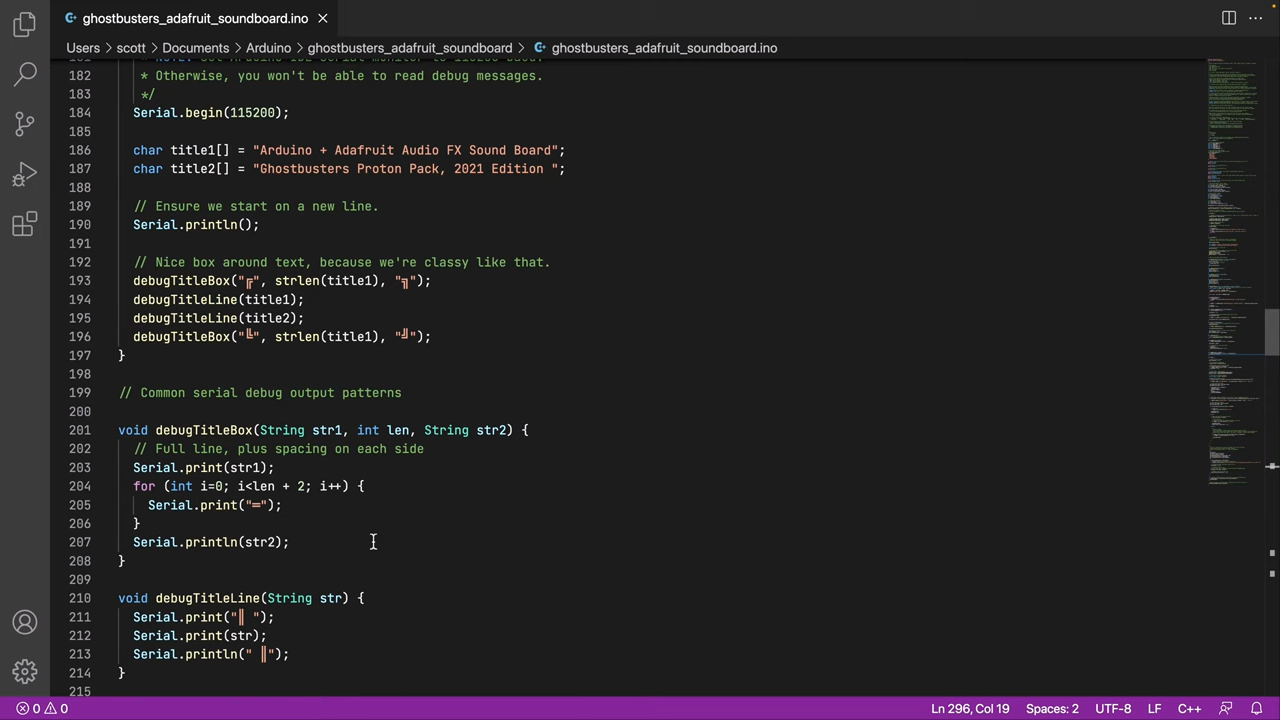 ghostbusters_adafruit_soundboard.ino
Users > scott > Documents > Arduino > ghostbusters_adafruit_soundboard > ghostbusters_adafruit_soundboard.ino
182 * Otherwise, you won't be able to read debug messages.
183 */
184 Serial.begin(115200);
185
186 char title1[] = "Arduino + Adafruit Audio FX Sound Board";
187 char title2[] = "Ghostbusters Proton Pack 2021
188
189 // Ensure we start on a new line.
190 Serial.println();
191
192 // Nice box around text, because we're classy like
193 debugTitleBox("╔", strlen(title1), "╗");
194 debugTitleLine(title1);
195 debugTitleLine(title2);
196 debugTitleBox("╚", strlen(title1), "╝");
197 }
198
199 // Common serial debug output patterns
200
201 void debugTitleBox(String str1, int len, String str2
202 // Full line, plus spacing on each side
203 Serial.print(str1);
204 for (int i=0; i<len + 2; i++
205 Serial.print("═");
206 }
207 Serial.println(str2);
208 }
209
210 void debugTitleLine(String str) {
211 Serial.print("║ ");
212 Serial.print(str);
213 Serial.println(" ║");
214 }
215
0 0 Ln 296, Col 19 Spaces: 2 UTF-8 LF C++